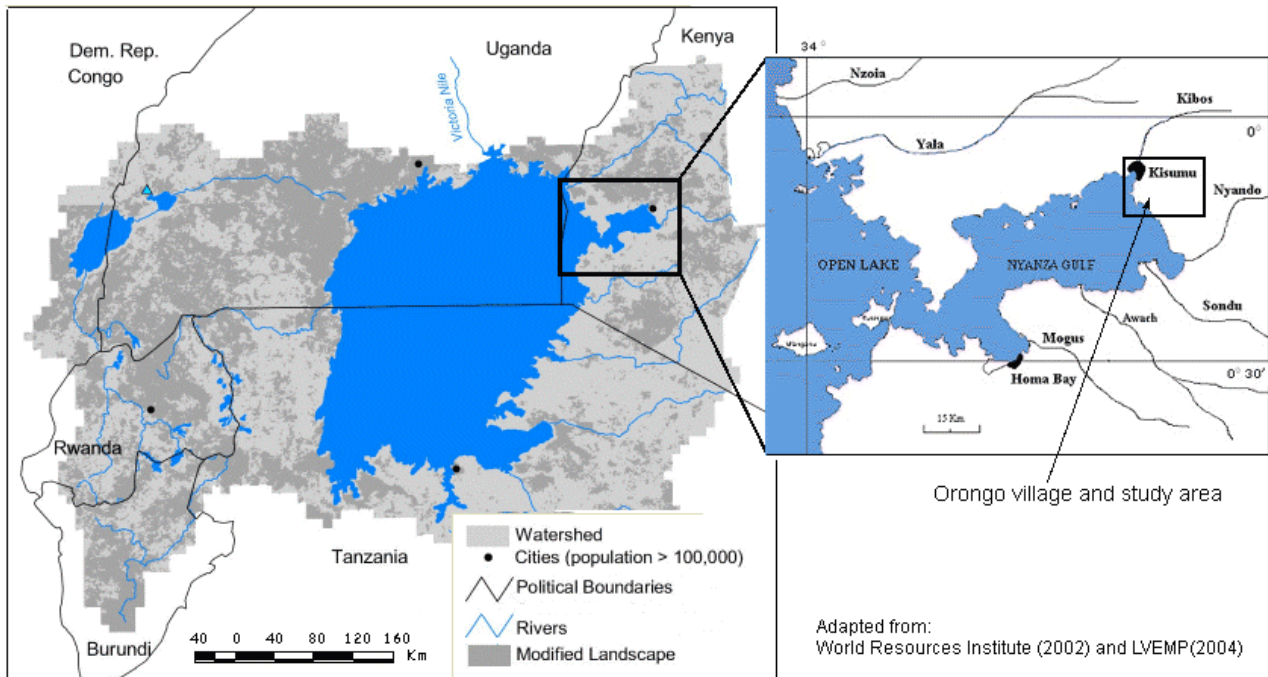 Dem. Rep.
Congo
Uganda
Kenya
Victoria Nile
Rwanda
Burundi
Tanzania
Watershed
Cities (population > 100,000)
Political Boundaries
Rivers
Modified Landscape
40 0 40 80 120 160
Km
34°
Nzoia
Kibos
0°
Yala
Kisumu
Nyando
OPEN LAKE
NYANZA GULF
Sondu
Awach
Mogus
Homa Bay
0° 30'
15 Km.
Orongo village and study area
Adapted from:
World Resources Institute (2002) and LVEMP(2004)